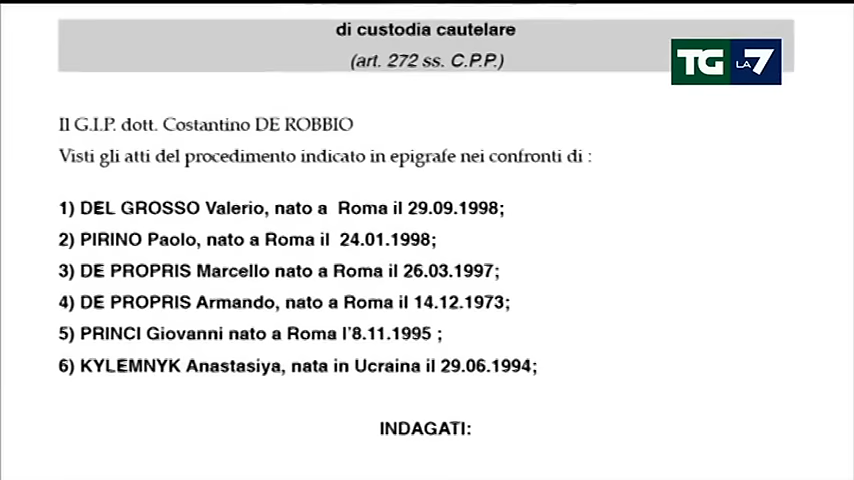 di custodia cautelare
(art. 272 ss. C.P.P.)
TG LA7
Il G.I.P. dott. Costantino DE ROBBIO
Visti gli atti del procedimento indicato in epigrafe nei confronti di :
1) DEL GROSSO Valerio, nato a Roma il 29.09.1998;
2) PIRINO Paolo, nato a Roma il 24.01.1998;
3) DE PROPRIS Marcello nato a Roma il 26.03.1997;
4) DE PROPRIS Armando, nato a Roma il 14.12.1973;
5) PRINCI Giovanni nato a Roma l'8.11.1995 ;
6) KYLEMNYK Anastasiya, nata in Ucraina il 29.06.1994;
INDAGATI: